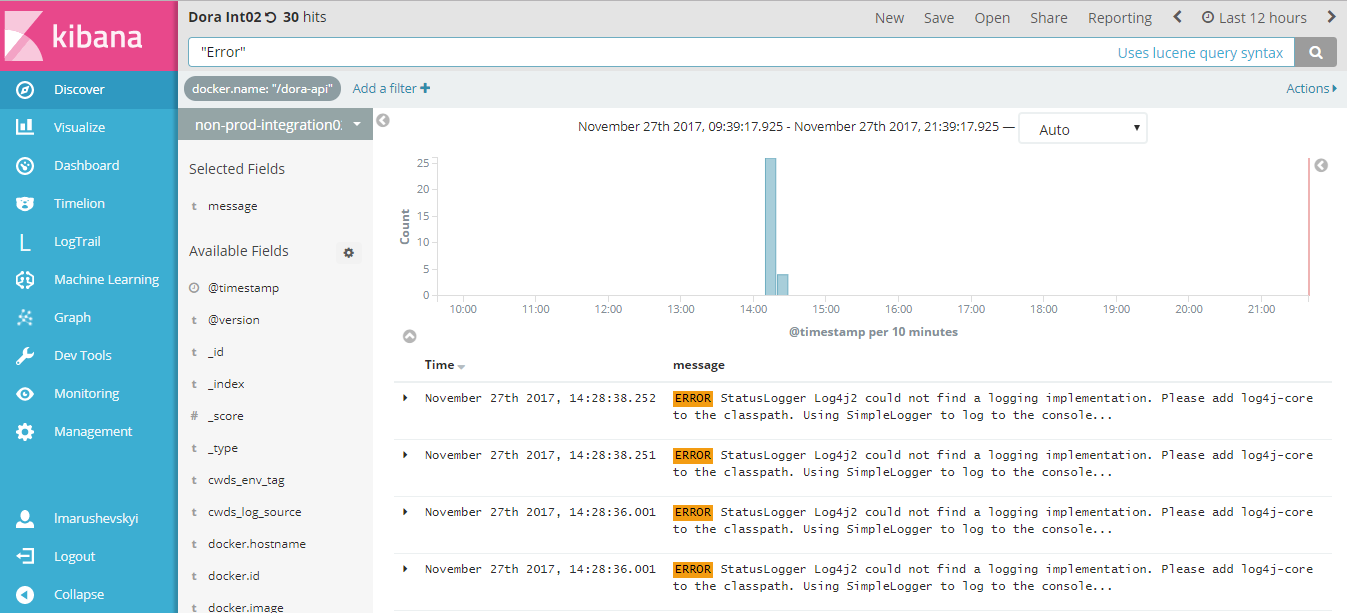 kibana
Discover
Visualize
Dashboard
Timelion
LogTrail
Machine Learning
Graph
Dev Tools
Monitoring
Management
lmarushevskyi
Logout
Collapse
Dora Int02 30 hits
New Save Open Share Reporting Last 12 hours
"Error"
Uses lucene query syntax
docker.name: "/dora-api" Add a filter +
Actions
non-prod-integration0
Selected Fields
t message
Available Fields
@timestamp
t @version
t _id
t _index
# _score
t _type
t cwds_env_tag
t cwds_log_source
t docker.hostname
t docker.id
t docker.image
November 27th 2017, 09:39:17.925 - November 27th 2017, 21:39:17.925 — Auto
Count
25
20
15
10
5
0
10:00 11:00 12:00 13:00 14:00 15:00 16:00 17:00 18:00 19:00 20:00 21:00
@timestamp per 10 minutes
Time message
November 27th 2017, 14:28:38.252 ERROR StatusLogger Log4j2 could not find a logging implementation. Please add log4j-core
to the classpath. Using SimpleLogger to log to the console...
November 27th 2017, 14:28:38.251 ERROR StatusLogger Log4j2 could not find a logging implementation. Please add log4j-core
to the classpath. Using SimpleLogger to log to the console...
November 27th 2017, 14:28:36.001 ERROR StatusLogger Log4j2 could not find a logging implementation. Please add log4j-core
to the classpath. Using SimpleLogger to log to the console...
November 27th 2017, 14:28:36.001 ERROR StatusLogger Log4j2 could not find a logging implementation. Please add log4j-core
to the classpath. Using SimpleLogger to log to the console...